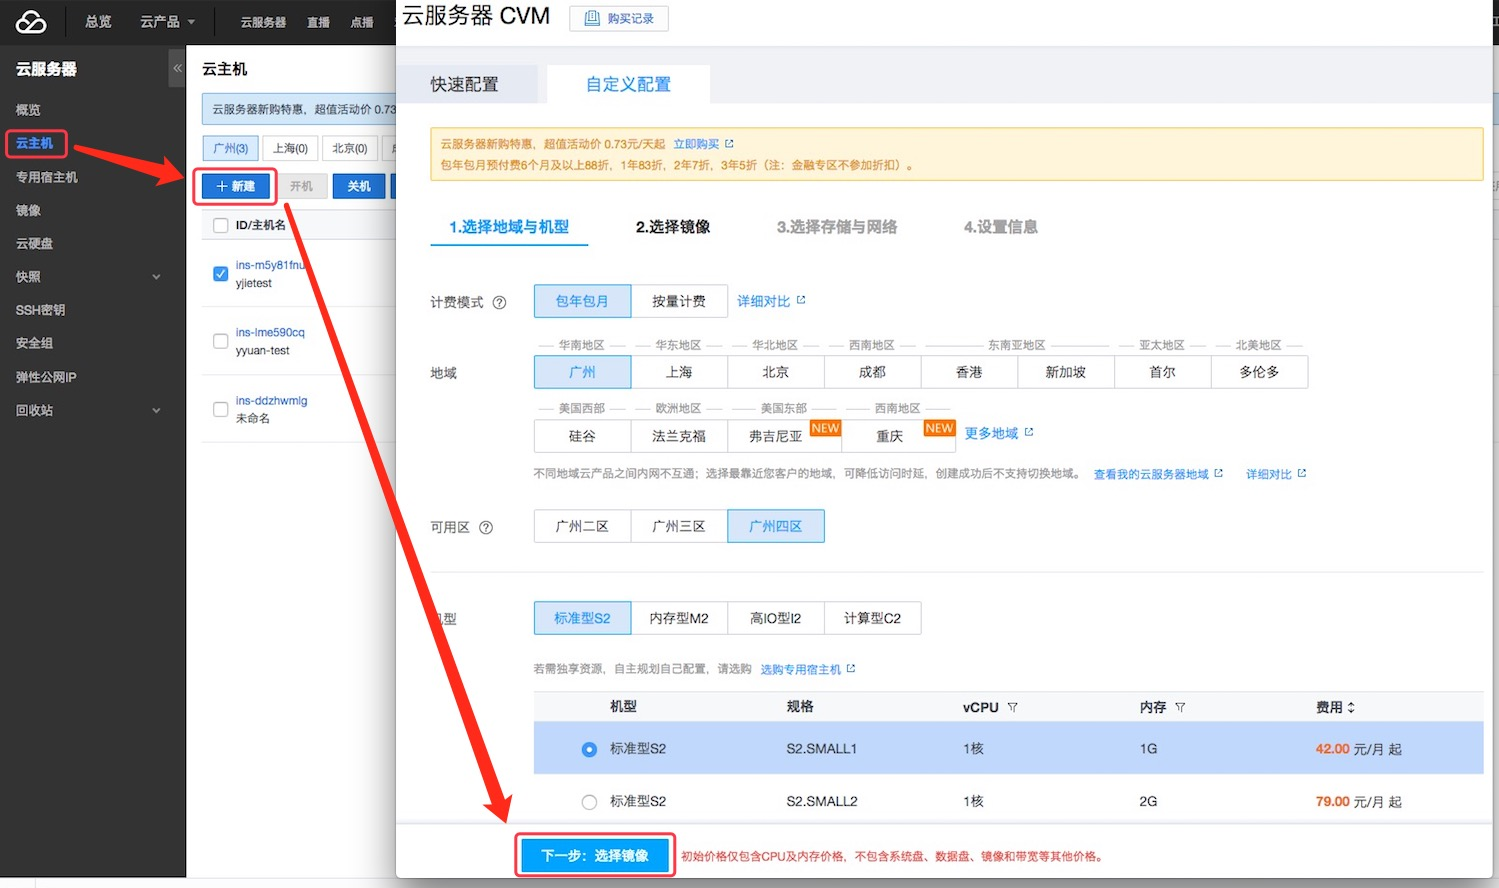 总览 云产品 云服务器 直播 点播
云服务器
概览
云主机
专用宿主机
镜像
云硬盘
快照
SSH密钥
安全组
弹性公网IP
回收站
云主机
云服务器新购特惠，超值活动价 0.73
广州(3) 上海(0) 北京(0)
＋ 新建 开机 关机
ID/主机名
ins-m5y81fnu
yjietest
ins-lme590cq
yyuan-test
ins-ddzhwmlg
未命名
云服务器 CVM 购买记录
快速配置 自定义配置
云服务器新购特惠，超值活动价 0.73元/天起 立即购买
包年包月预付费6个月及以上88折，1年83折，2年7折，3年5折（注：金融专区不参加折扣）。
1.选择地域与机型 2.选择镜像 3.选择存储与网络 4.设置信息
计费模式 ? 包年包月 按量计费 详细对比
华南地区 华东地区 华北地区 西南地区 东南亚地区 亚太地区 北美地区
地域 广州 上海 北京 成都 香港 新加坡 首尔 多伦多
美国西部 欧洲地区 美国东部 西南地区
硅谷 法兰克福 弗吉尼亚 NEW 重庆 NEW 更多地域
不同地域云产品之间内网不互通；选择最靠近您客户的地域，可降低访问时延，创建成功后不支持切换地域。 查看我的云服务器地域 详细对比
可用区 ? 广州二区 广州三区 广州四区
型 标准型S2 内存型M2 高IO型I2 计算型C2
若需独享资源，自主规划自己配置，请选购 选购专用宿主机
机型 规格 vCPU 内存 费用
标准型S2 S2.SMALL1 1核 1G 42.00 元/月 起
标准型S2 S2.SMALL2 1核 2G 79.00 元/月 起
下一步：选择镜像 初始价格仅包含CPU及内存价格，不包含系统盘、数据盘、镜像和带宽等其他价格。